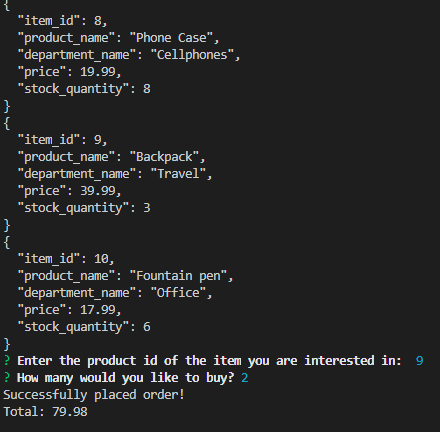 {
  "item_id": 8,
  "product_name": "Phone Case",
  "department_name": "Cellphones",
  "price": 19.99,
  "stock_quantity": 8
}
{
  "item_id": 9,
  "product_name": "Backpack",
  "department_name": "Travel",
  "price": 39.99,
  "stock_quantity": 3
}
{
  "item_id": 10,
  "product_name": "Fountain pen",
  "department_name": "Office",
  "price": 17.99,
  "stock_quantity": 6
}
? Enter the product id of the item you are interested in:  9
? How many would you like to buy? 2
Successfully placed order!
Total: 79.98